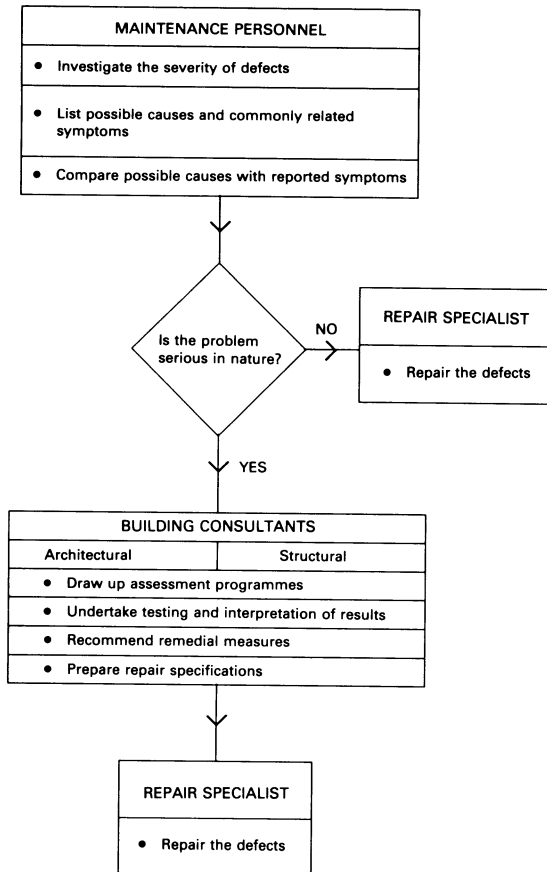 MAINTENANCE PERSONNEL
● Investigate the severity of defects
● List possible causes and commonly related
symptoms
● Compare possible causes with reported symptoms
Is the problem
serious in nature?
NO
REPAIR SPECIALIST
● Repair the defects
YES
BUILDING CONSULTANTS
Architectural Structural
● Draw up assessment programmes
● Undertake testing and interpretation of results
● Recommend remedial measures
● Prepare repair specifications
REPAIR SPECIALIST
● Repair the defects